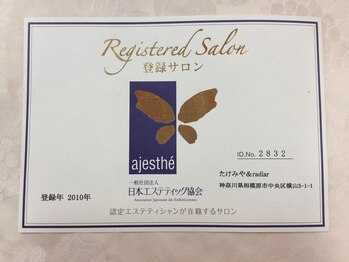 Registered Salon
登録サロン
ajesthé
ID.No. 2832
一般社団法人
日本エステティック協会
Association Japonaise des Esthéticiennes
たけみや&radiar
神奈川県相模原市中央区横山3-1-1
登録年 2010年
認定エステティシャンが在籍するサロン